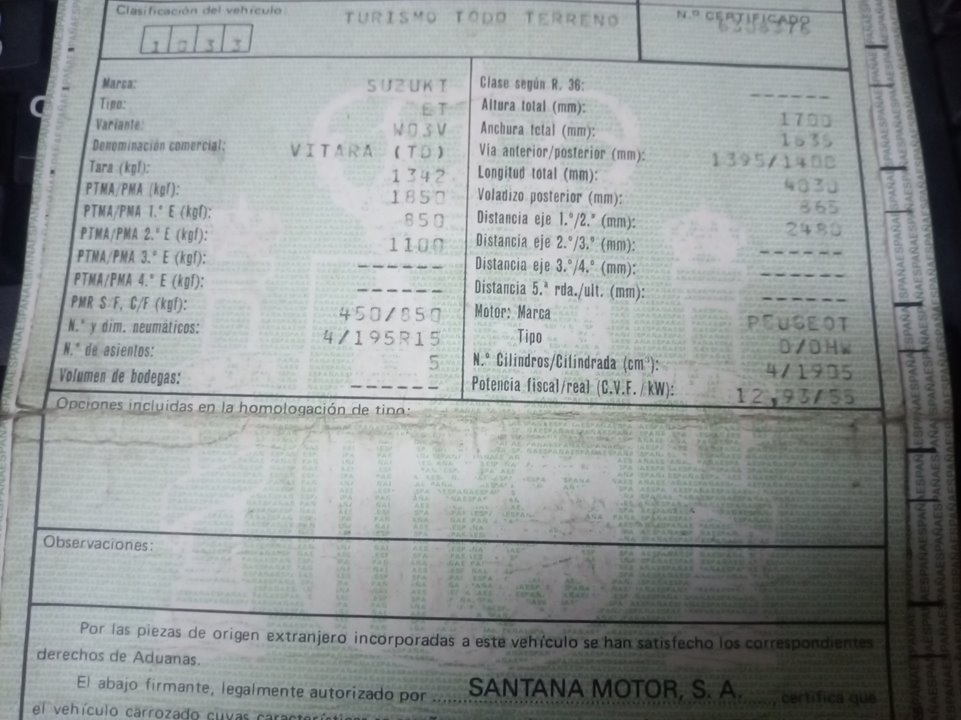 Clasificación del vehículo TURISMO TODO TERRENO N.º CERTIFICADO
1033
Marca: SUZUKI
Tipo: ET
Variante: W03V
Denominación comercial: VITARA (TD)
Tara (kgf): 1342
PTMA/PMA (kgf): 1850
PTMA/PMA 1.º E (kgf): 850
PTMA/PMA 2.º E (kgf): 1100
PTMA/PMA 3.º E (kgf): ------
PTMA/PMA 4.º E (kgf): ------
PMR S/F, C/F (kgf): 450/850
N.º y dim. neumáticos: 4/195R15
N.º de asientos: 5
Volumen de bodegas: ------
Clase según R. 36: ------
Altura total (mm): 1700
Anchura total (mm): 1635
Via anterior/posterior (mm): 1395/1400
Longitud total (mm): 4030
Voladizo posterior (mm): 865
Distancia eje 1.º/2.º (mm): 2480
Distancia eje 2.º/3.º (mm): ------
Distancia eje 3.º/4.º (mm): ------
Distancia 5.ª rda./ult. (mm): ------
Motor: Marca PEUGEOT
Tipo D/DHW
N.º Cilindros/Cilindrada (cm³): 4/1905
Potencia fiscal/real (C.V.F./kW): 12,93/55
Opciones incluidas en la homologación de tipo:
Observaciones:
Por las piezas de origen extranjero incorporadas a este vehículo se han satisfecho los correspondientes
derechos de Aduanas.
El abajo firmante, legalmente autorizado por ...... SANTANA MOTOR, S. A. ......, certifica que
el vehículo carrozado cuyas características